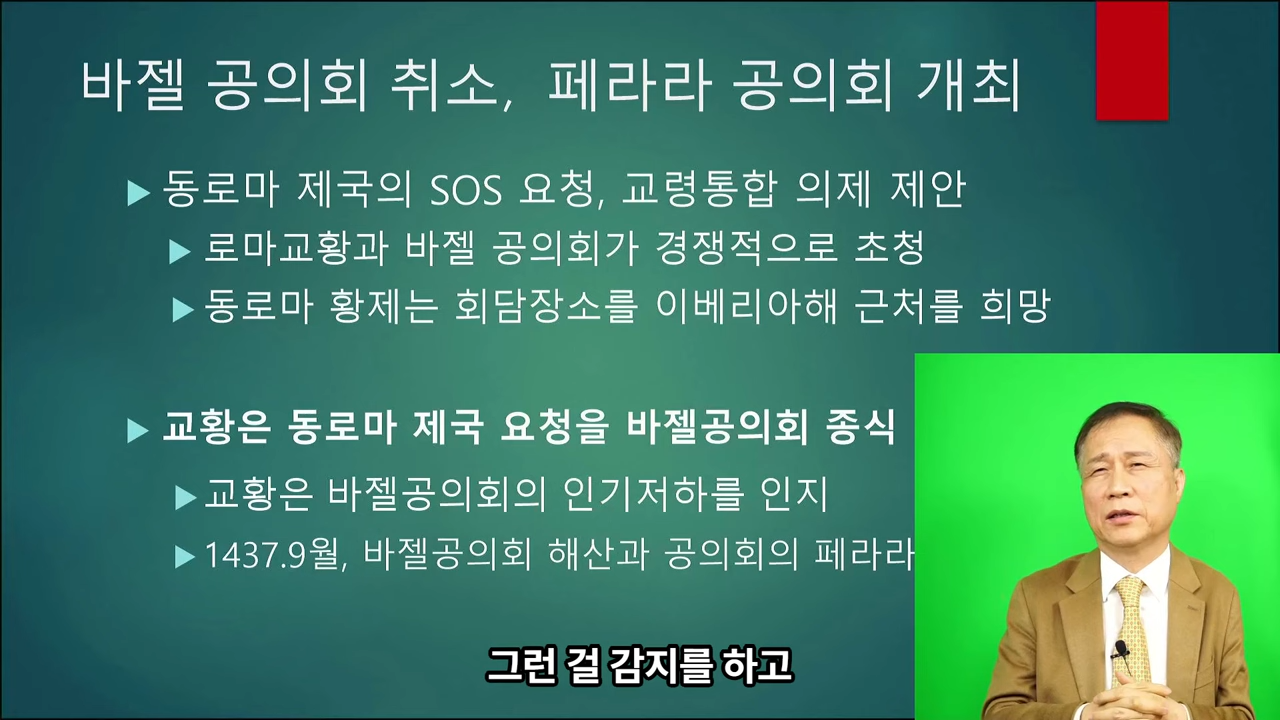 바젤 공의회 취소, 페라라 공의회 개최
동로마 제국의 SOS 요청, 교령통합 의제 제안
로마교황과 바젤 공의회가 경쟁적으로 초청
동로마 황제는 회담장소를 이베리아해 근처를 희망
교황은 동로마 제국 요청을 바젤공의회 종식
교황은 바젤공의회의 인기저하를 인지
1437.9월, 바젤공의회 해산과 공의회의 페라라
그런 걸 감지를 하고